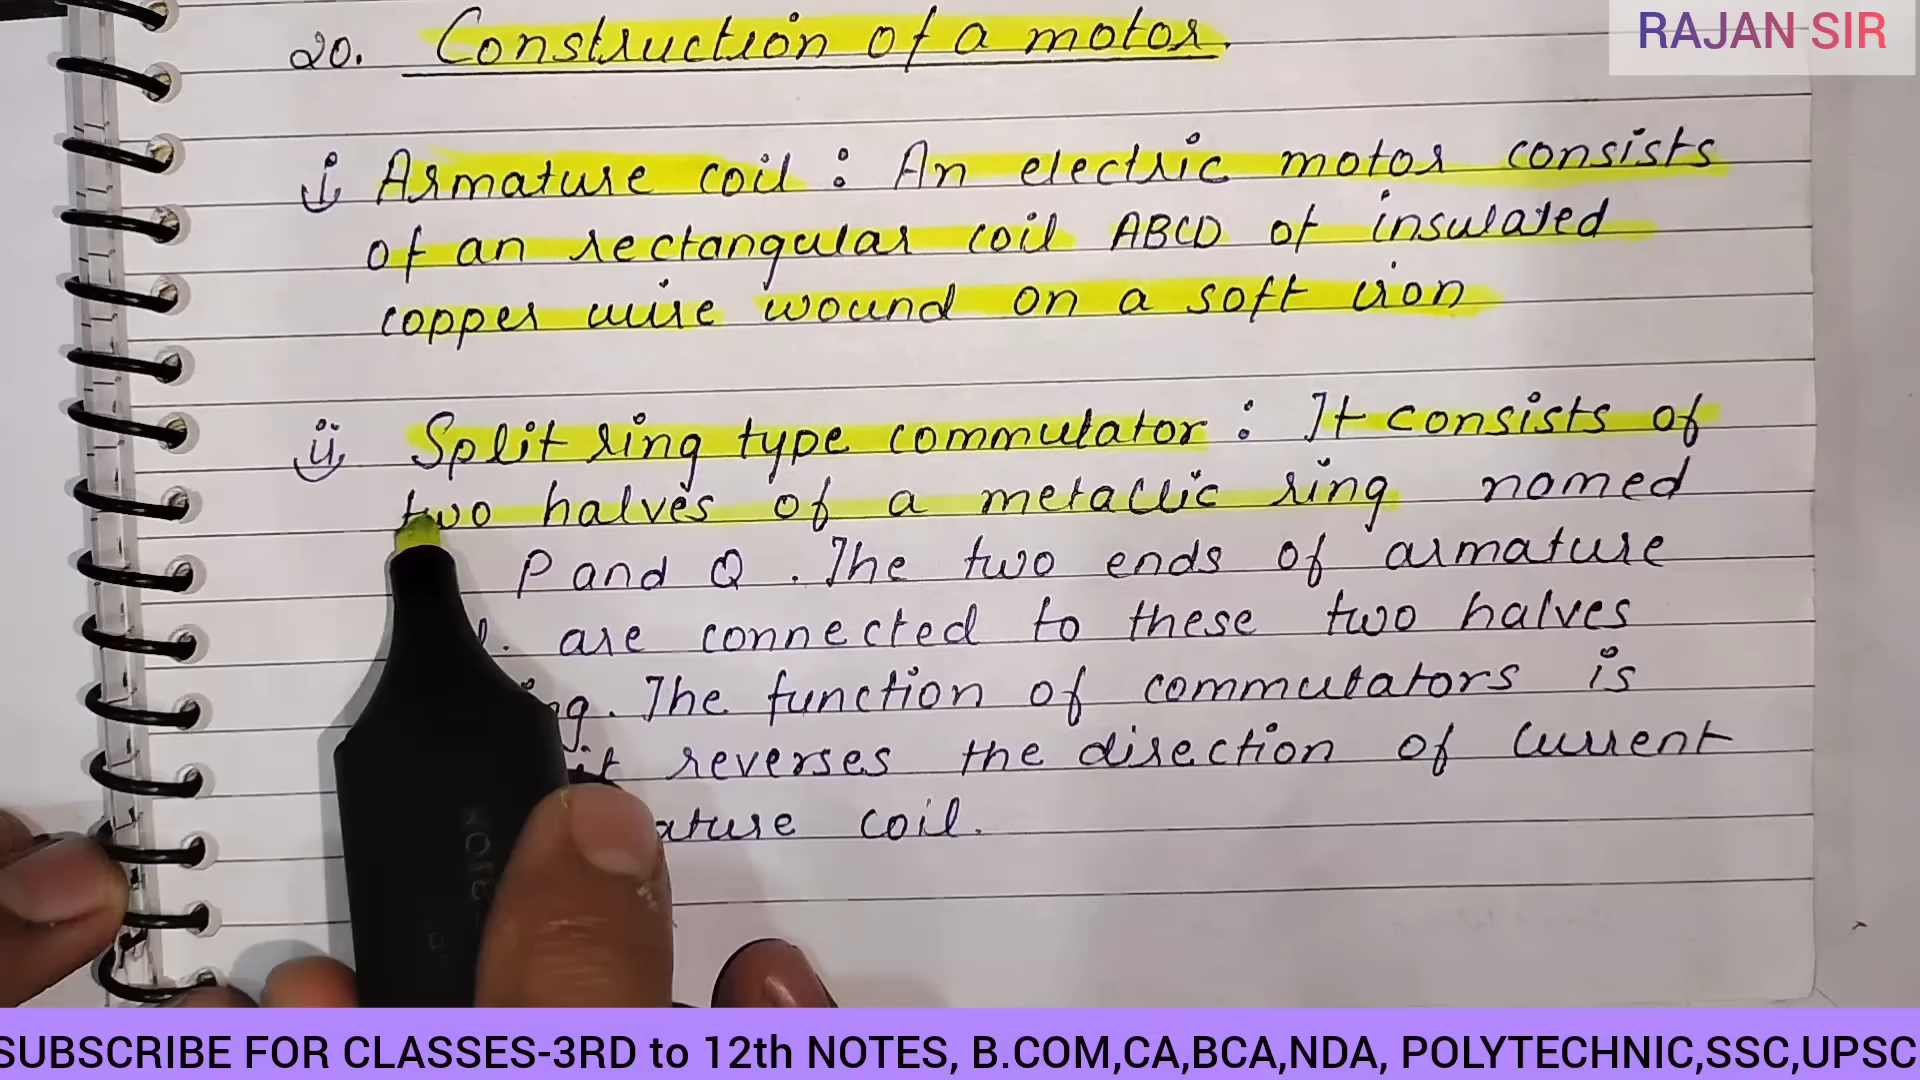 RAJAN SIR
20. Construction of a motor.
i Armature coil : An electric motor consists
of an rectangular coil ABCD of insulated
copper wire wound on a soft iron
ii Split ring type commutator : It consists of
two halves of a metallic ring named
P and Q . The two ends of armature
are connected to these two halves
The function of commutators is
it reverses the direction of current
coil.
SUBSCRIBE FOR CLASSES-3RD to 12th NOTES, B.COM,CA,BCA,NDA, POLYTECHNIC,SSC,UPSC